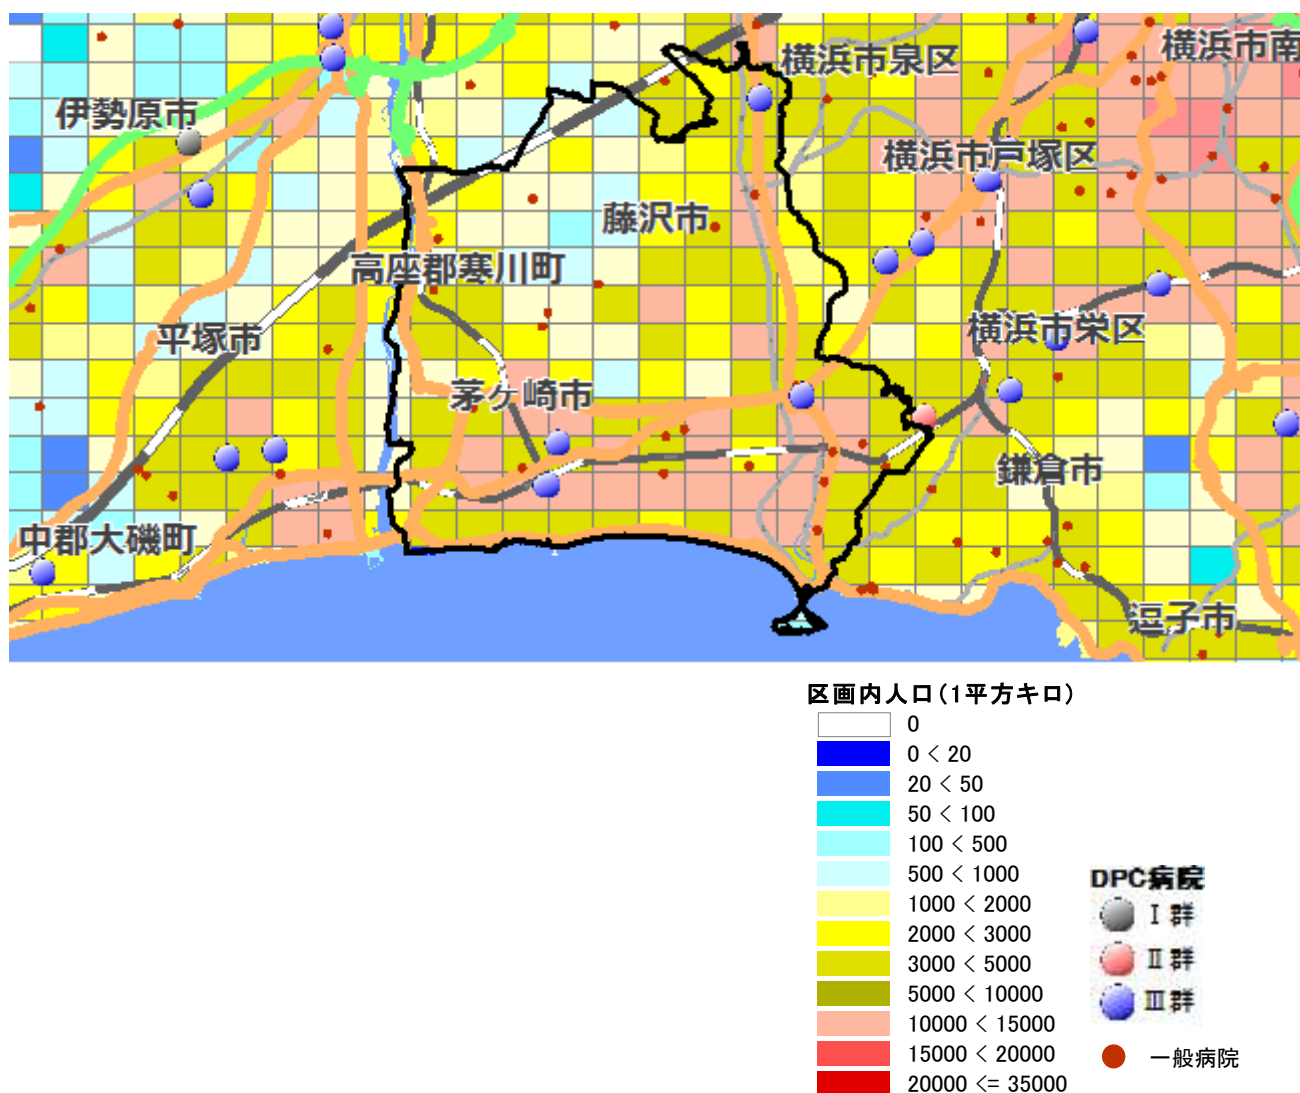 横浜市泉区
横浜市南
伊勢原市
横浜市戸塚区
藤沢市
高座郡寒川町
平塚市
横浜市栄区
茅ヶ崎市
鎌倉市
中郡大磯町
逗子市
区画内人口(1平方キロ)
0
0 < 20
20 < 50
50 < 100
100 < 500
500 < 1000
1000 < 2000
2000 < 3000
3000 < 5000
5000 < 10000
10000 < 15000
15000 < 20000
20000 <= 35000
DPC病院
Ⅰ群
Ⅱ群
Ⅲ群
一般病院